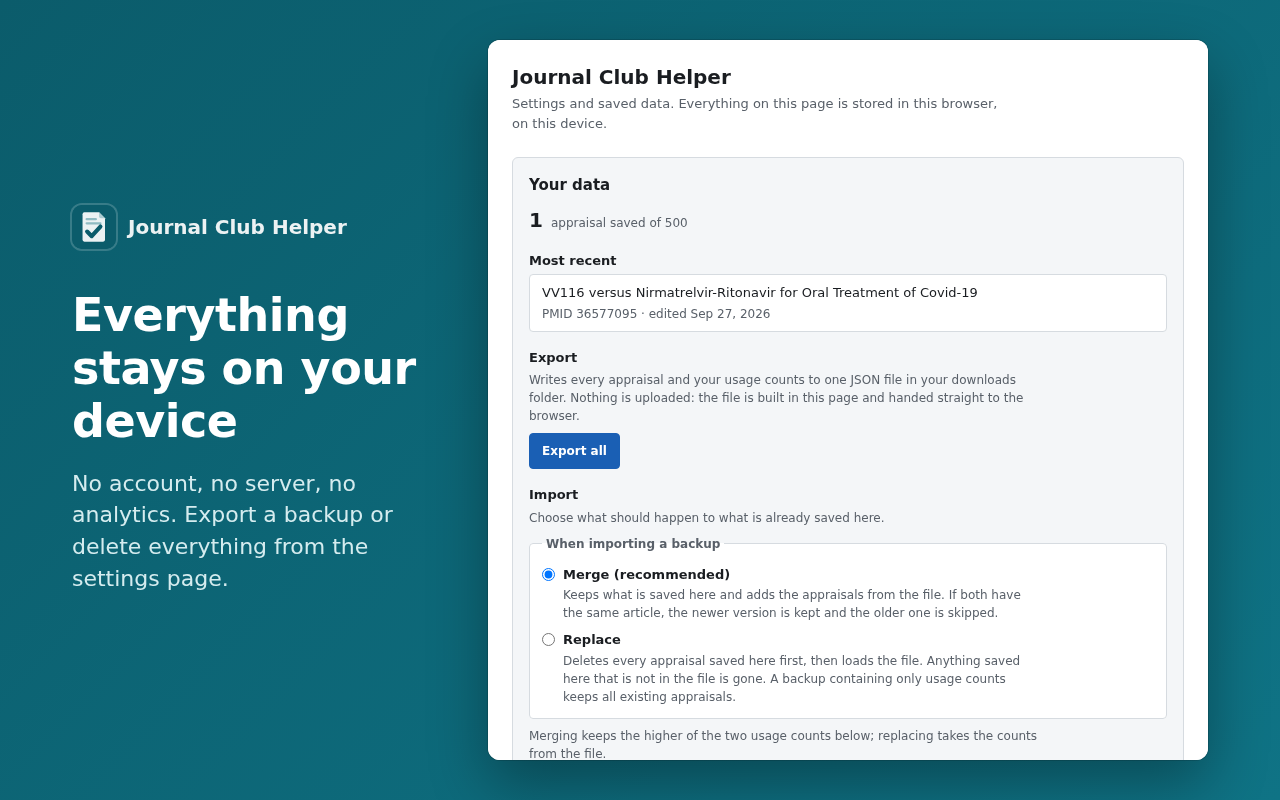 Journal Club Helper
Everything
stays on your
device
No account, no server, no
analytics. Export a backup or
delete everything from the
settings page.
Journal Club Helper
Settings and saved data. Everything on this page is stored in this browser,
on this device.
Your data
1 appraisal saved of 500
Most recent
VV116 versus Nirmatrelvir-Ritonavir for Oral Treatment of Covid-19
PMID 36577095 · edited Sep 27, 2026
Export
Writes every appraisal and your usage counts to one JSON file in your downloads
folder. Nothing is uploaded: the file is built in this page and handed straight to the
browser.
Export all
Import
Choose what should happen to what is already saved here.
When importing a backup
Merge (recommended)
Keeps what is saved here and adds the appraisals from the file. If both have
the same article, the newer version is kept and the older one is skipped.
Replace
Deletes every appraisal saved here first, then loads the file. Anything saved
here that is not in the file is gone. A backup containing only usage counts
keeps all existing appraisals.
Merging keeps the higher of the two usage counts below; replacing takes the counts
from the file.